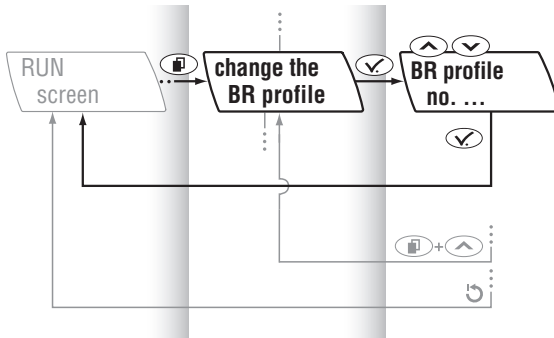 RUN
screen
change the
BR profile
BR profile
no. ...
+